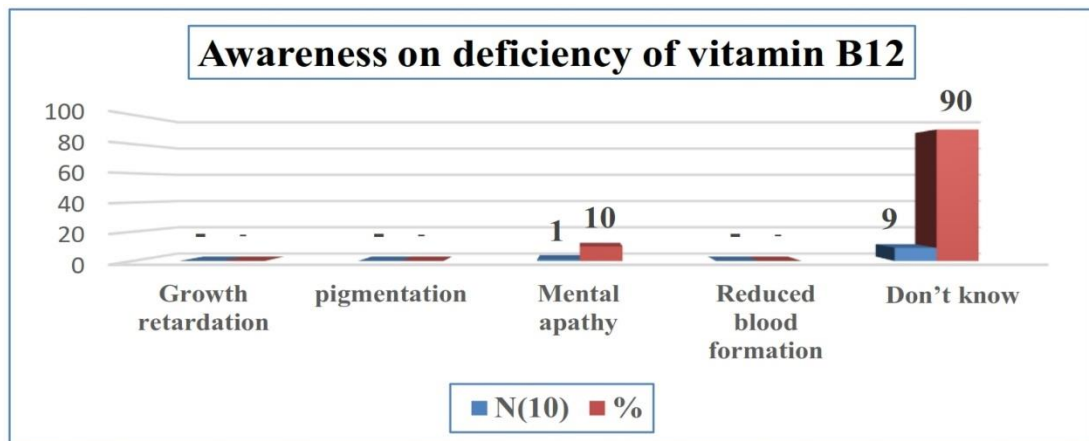 Awareness on deficiency of vitamin B12
100
80
60
40
20
0
- -
- -
1 10
- -
9 90
Growth
retardation
pigmentation
Mental
apathy
Reduced
blood
formation
Don’t know
N(10) %